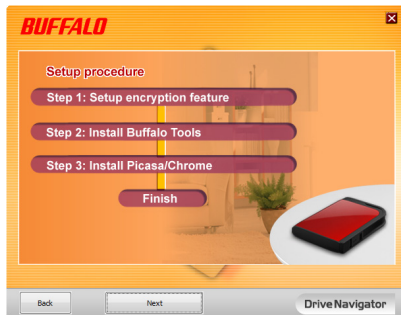 BUFFALO
Setup procedure
Step 1: Setup encryption feature
Step 2: Install Buffalo Tools
Step 3: Install Picasa/Chrome
Finish
Back
Next
DriveNavigator